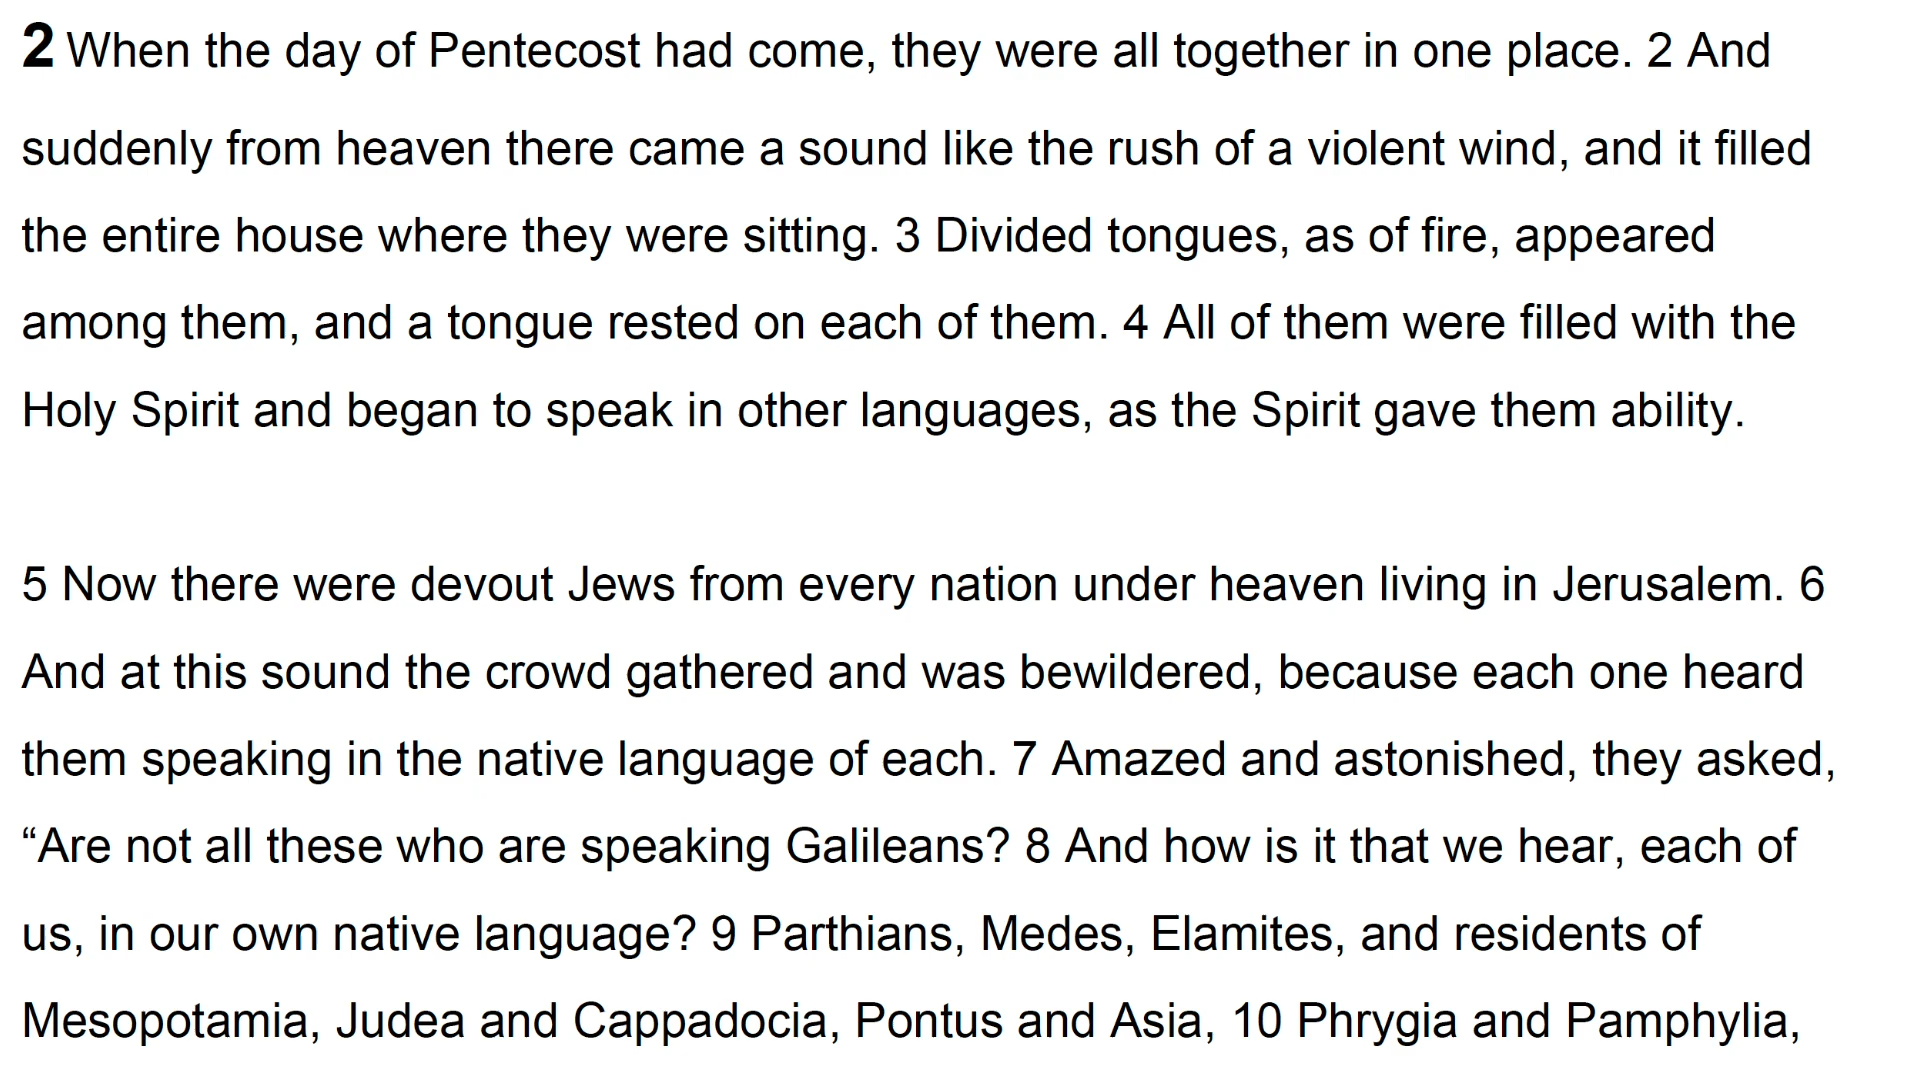 2 When the day of Pentecost had come, they were all together in one place. 2 And
suddenly from heaven there came a sound like the rush of a violent wind, and it filled
the entire house where they were sitting. 3 Divided tongues, as of fire, appeared
among them, and a tongue rested on each of them. 4 All of them were filled with the
Holy Spirit and began to speak in other languages, as the Spirit gave them ability.
5 Now there were devout Jews from every nation under heaven living in Jerusalem. 6
And at this sound the crowd gathered and was bewildered, because each one heard
them speaking in the native language of each. 7 Amazed and astonished, they asked,
“Are not all these who are speaking Galileans? 8 And how is it that we hear, each of
us, in our own native language? 9 Parthians, Medes, Elamites, and residents of
Mesopotamia, Judea and Cappadocia, Pontus and Asia, 10 Phrygia and Pamphylia,